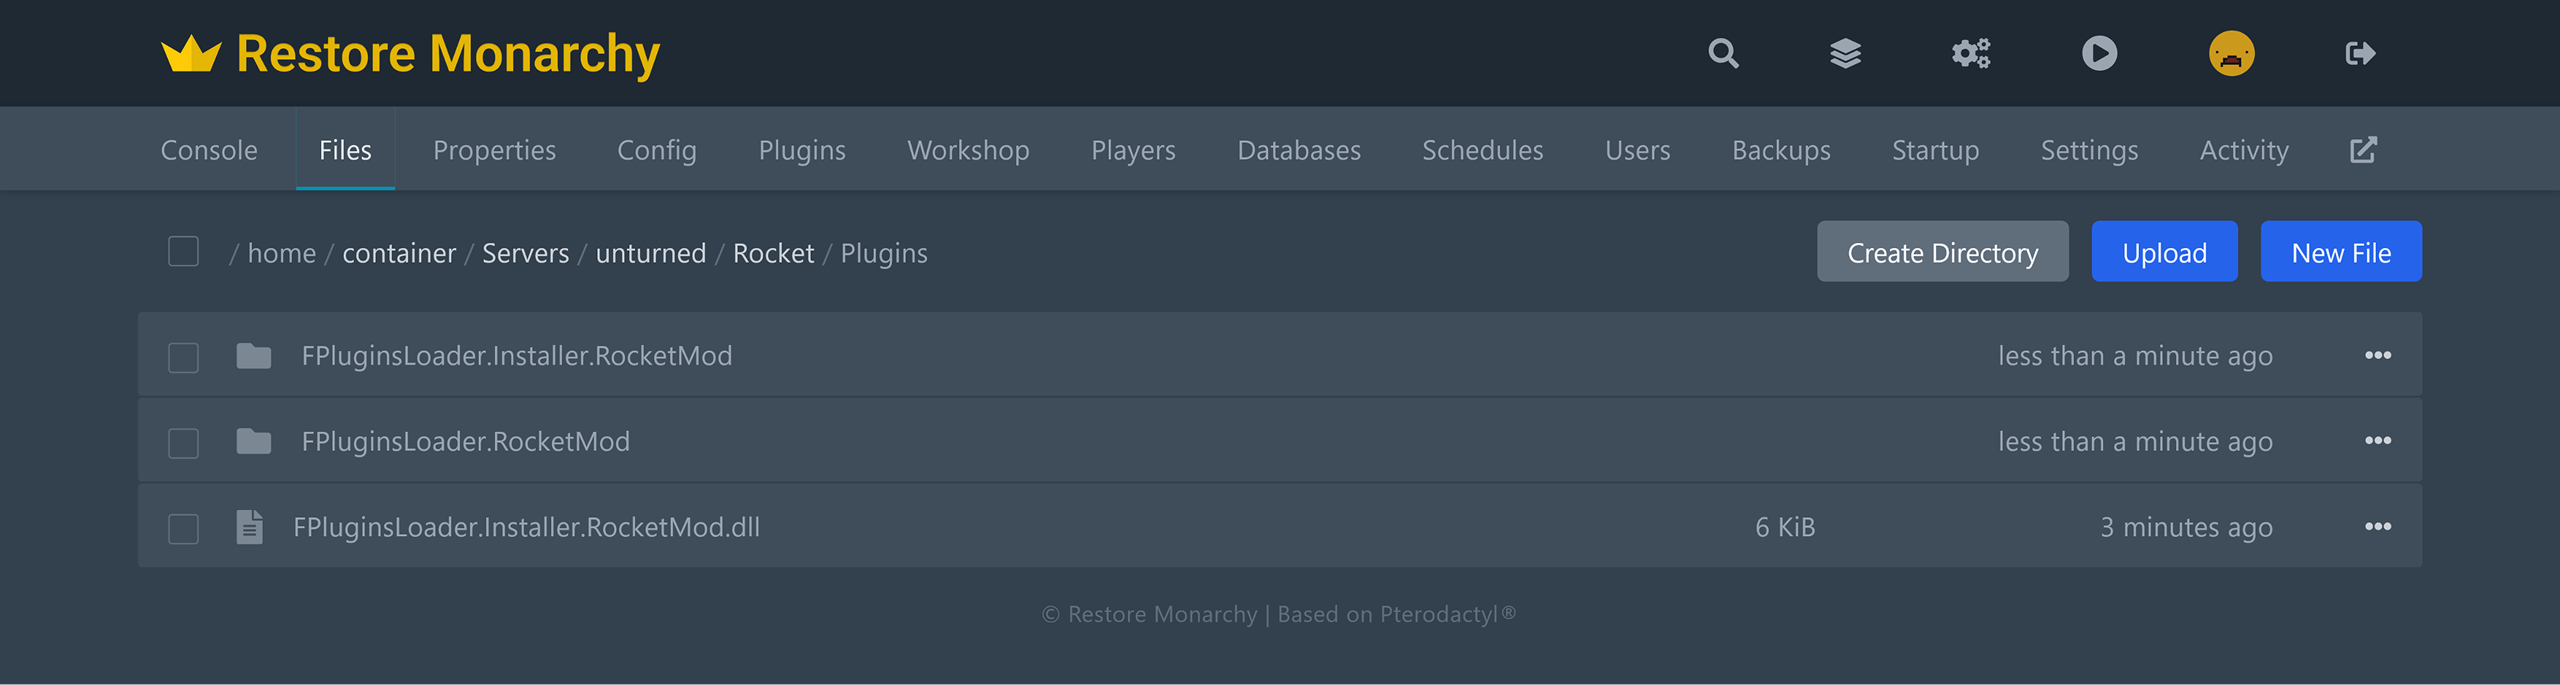 Restore Monarchy
Console Files Properties Config Plugins Workshop Players Databases Schedules Users Backups Startup Settings Activity
/ home / container / Servers / unturned / Rocket / Plugins Create Directory Upload New File
FPluginsLoader.Installer.RocketMod less than a minute ago
FPluginsLoader.RocketMod less than a minute ago
FPluginsLoader.Installer.RocketMod.dll 6 KiB 3 minutes ago
© Restore Monarchy | Based on Pterodactyl®